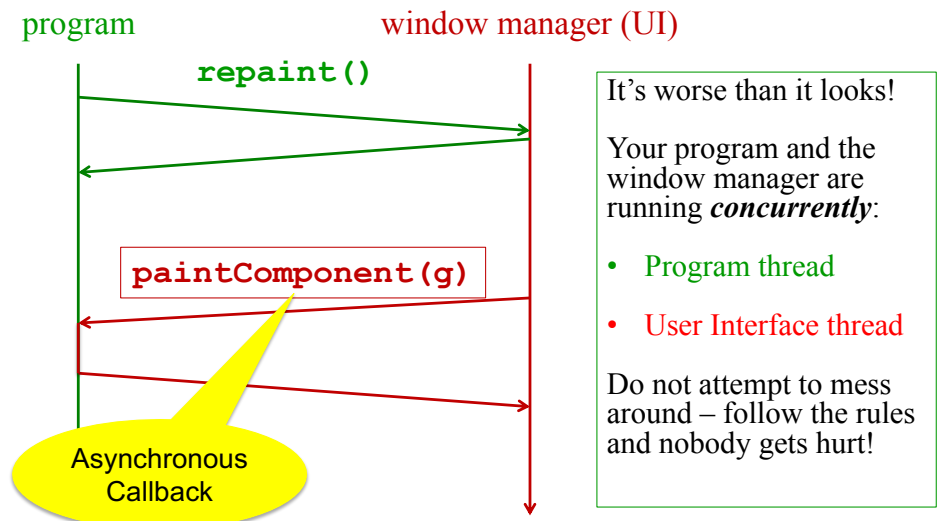 program
window manager (UI)
repaint()
paintComponent(g)
Asynchronous
Callback
It's worse than it looks!
Your program and the
window manager are
running concurrently:
• Program thread
• User Interface thread
Do not attempt to mess
around – follow the rules
and nobody gets hurt!